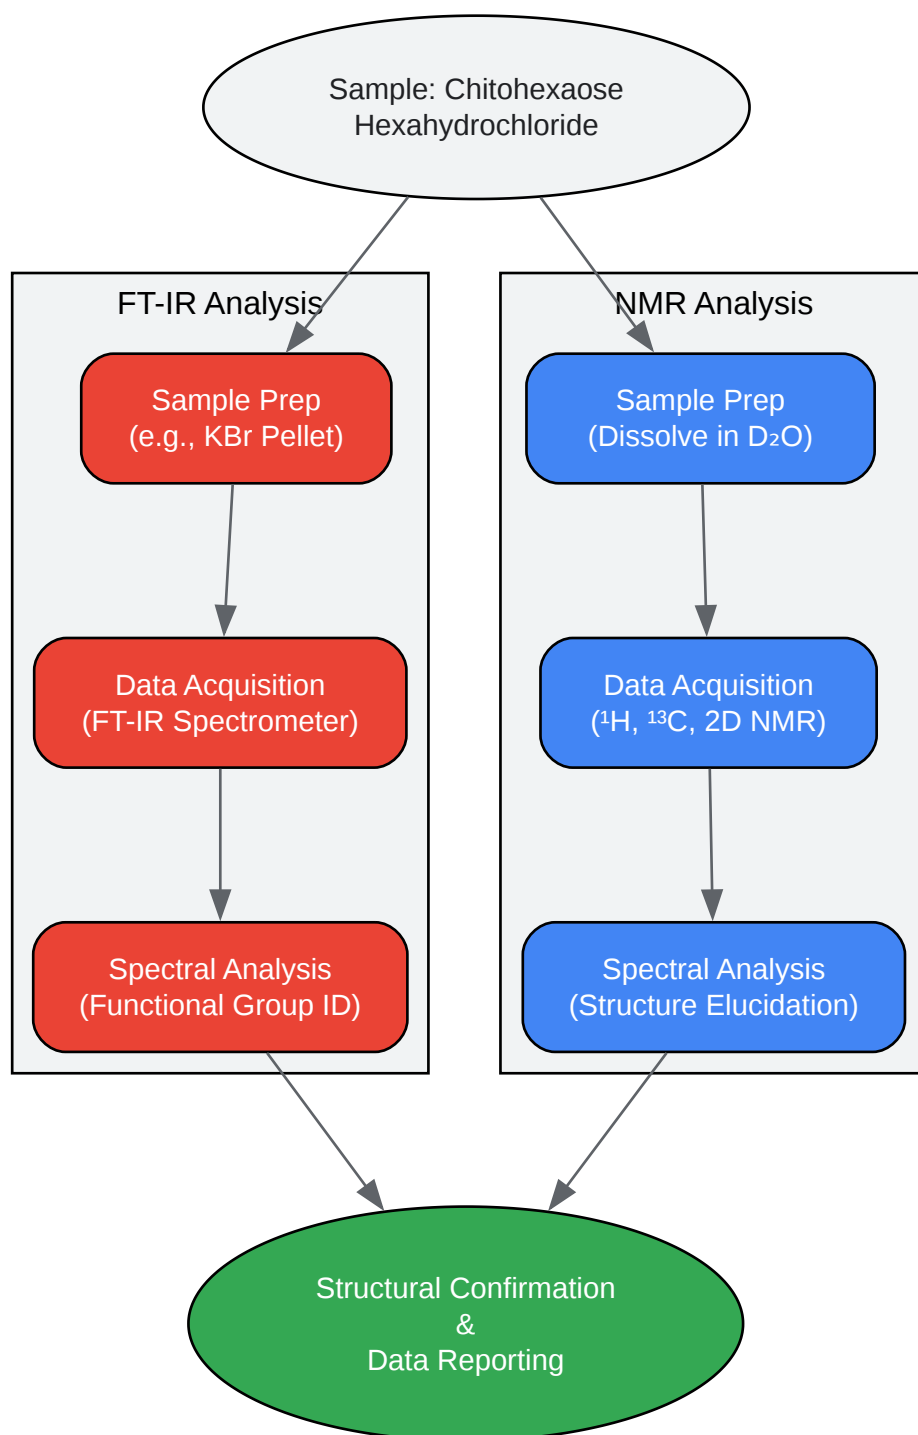 Sample: Chitohexaose
Hexahydrochloride
FT-IR Analysis
Sample Prep
(e.g., KBr Pellet)
Data Acquisition
(FT-IR Spectrometer)
Spectral Analysis
(Functional Group ID)
NMR Analysis
Sample Prep
(Dissolve in D₂O)
Data Acquisition
(¹H, ¹³C, 2D NMR)
Spectral Analysis
(Structure Elucidation)
Structural Confirmation
&
Data Reporting